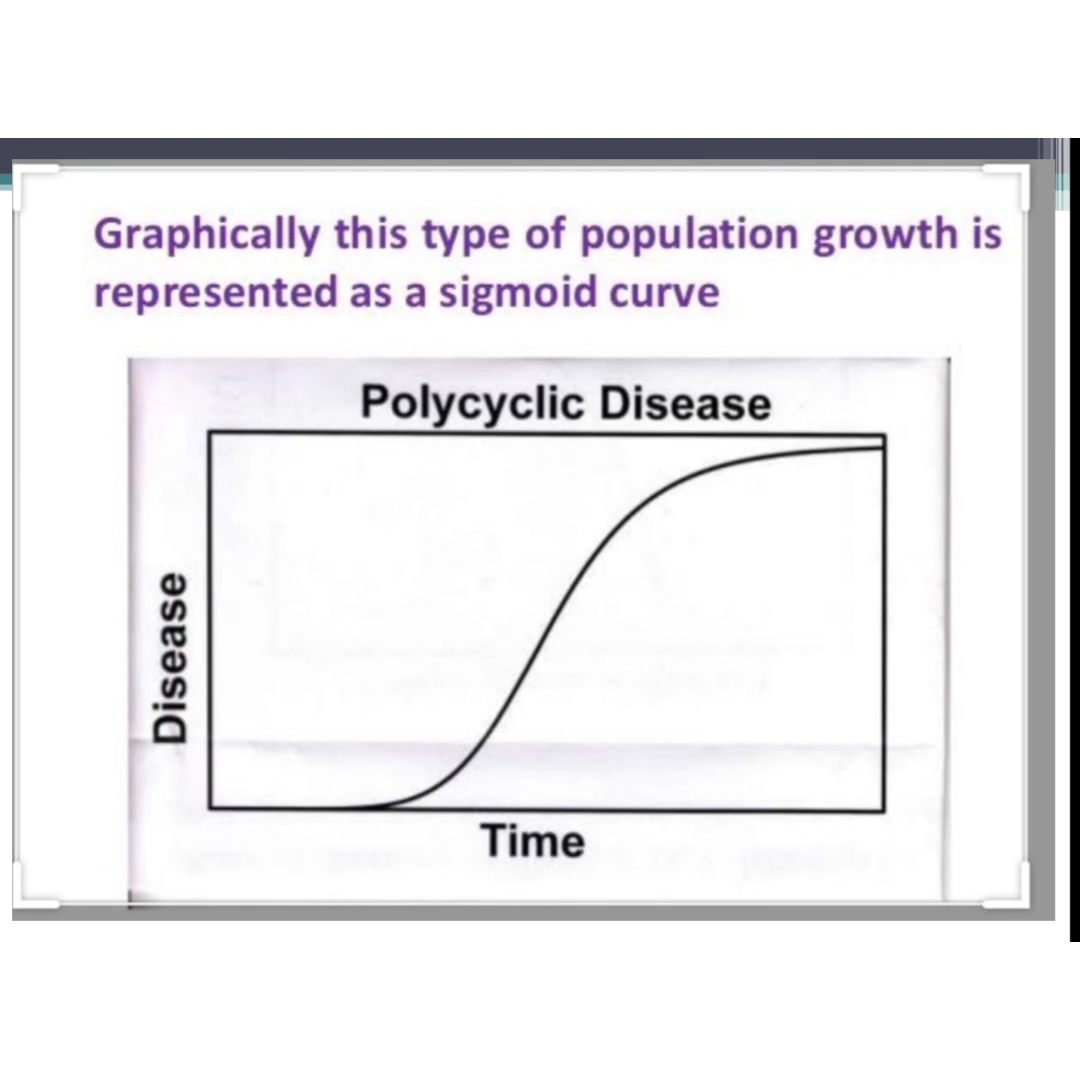 Graphically this type of population growth is
represented as a sigmoid curve
Polycyclic Disease
Disease
Time